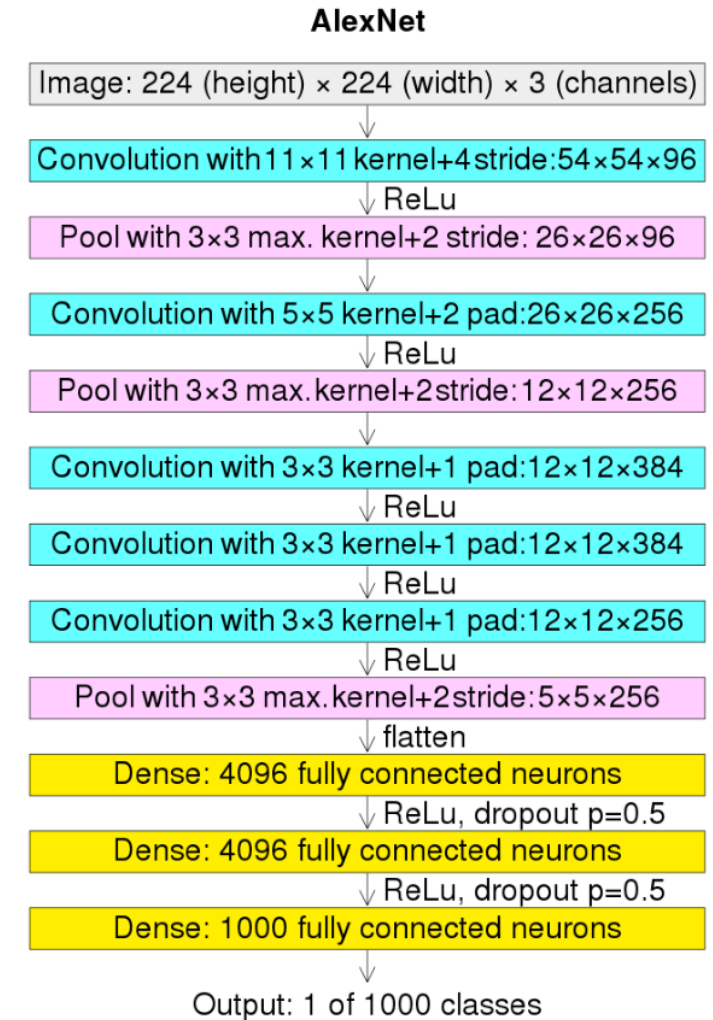 AlexNet
Image: 224 (height) × 224 (width) × 3 (channels)
Convolution with 11×11 kernel+4 stride:54×54×96
ReLu
Pool with 3×3 max. kernel+2 stride: 26×26×96
Convolution with 5×5 kernel+2 pad:26×26×256
ReLu
Pool with 3×3 max.kernel+2stride:12×12×256
Convolution with 3×3 kernel+1 pad:12×12×384
ReLu
Convolution with 3×3 kernel+1 pad:12×12×384
ReLu
Convolution with 3×3 kernel+1 pad:12×12×256
ReLu
Pool with 3×3 max.kernel+2stride:5×5×256
flatten
Dense: 4096 fully connected neurons
ReLu, dropout p=0.5
Dense: 4096 fully connected neurons
ReLu, dropout p=0.5
Dense: 1000 fully connected neurons
Output: 1 of 1000 classes